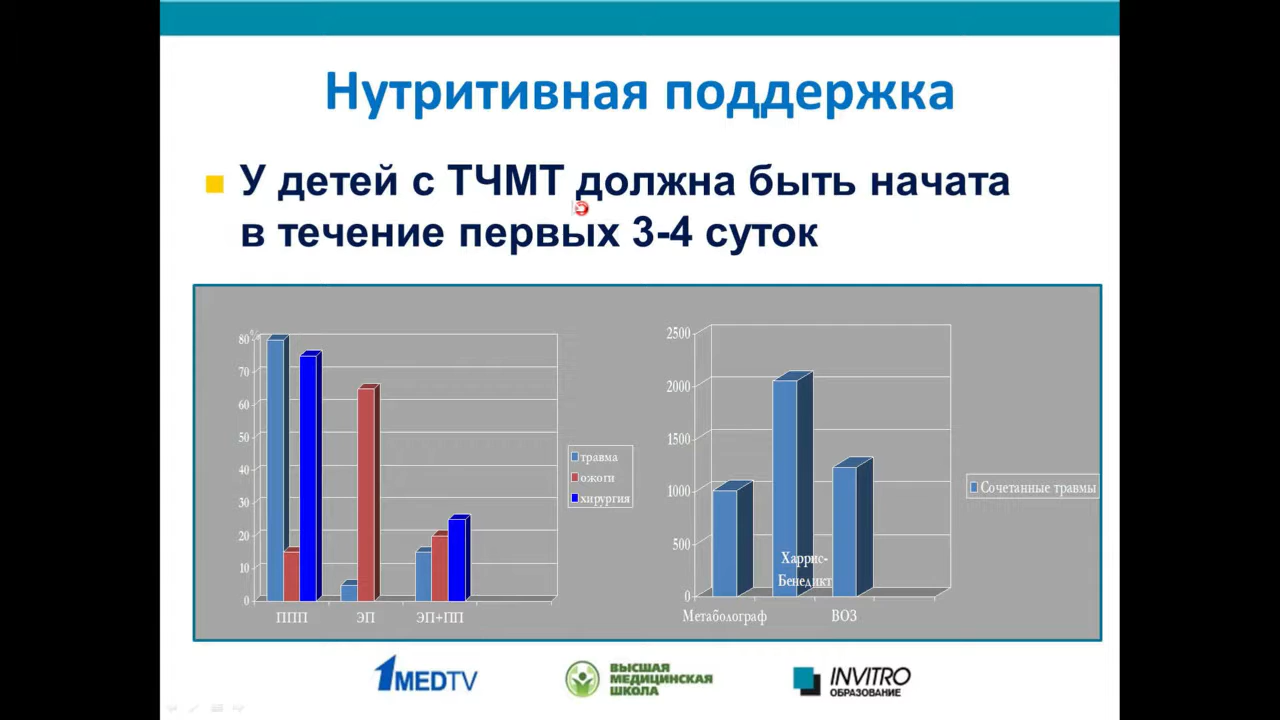 Нутритивная поддержка
У детей с ТЧМТ должна быть начата
в течение первых 3-4 суток
%
80
70
60
50
40
30
20
10
0
ППП
ЭП
ЭП+ПП
травма
ожоги
хирургия
2500
2000
1500
1000
500
0
Метаболограф
Харрис-
Бенедикт
ВОЗ
Сочетанные травмы
1MEDTV
ВЫСШАЯ
МЕДИЦИНСКАЯ
ШКОЛА
INVITRO
ОБРАЗОВАНИЕ